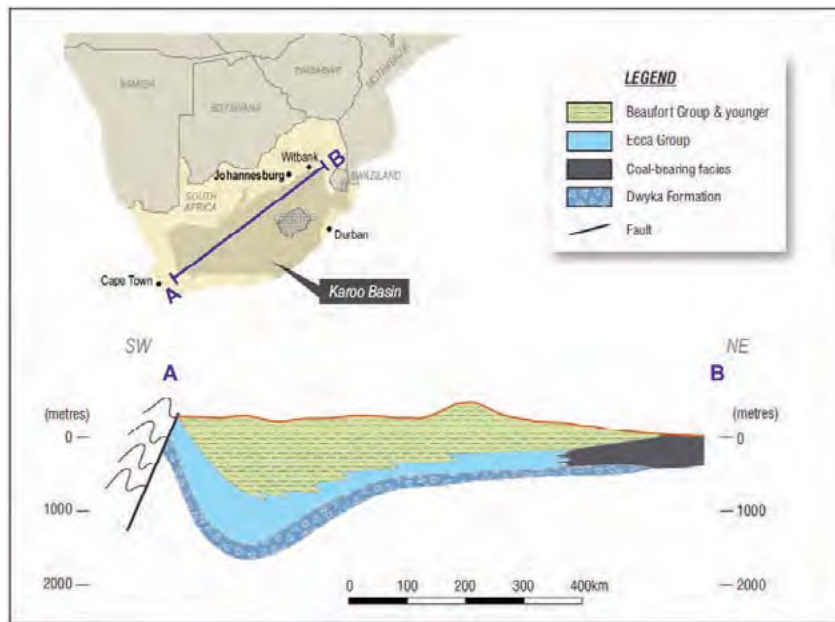 NAMIBIA
BOTSWANA
ZIMBABWE
Witbank
B
Johannesburg
SWAZILAND
SOUTH
AFRICA
Durban
Cape Town
A
Karoo Basin
LEGEND
Beaufort Group & younger
Ecca Group
Coal-bearing facies
Dwyka Formation
Fault
SW
NE
A
B
(metres)
(metres)
0
0
1000
1000
2000
2000
0 100 200 300 400km